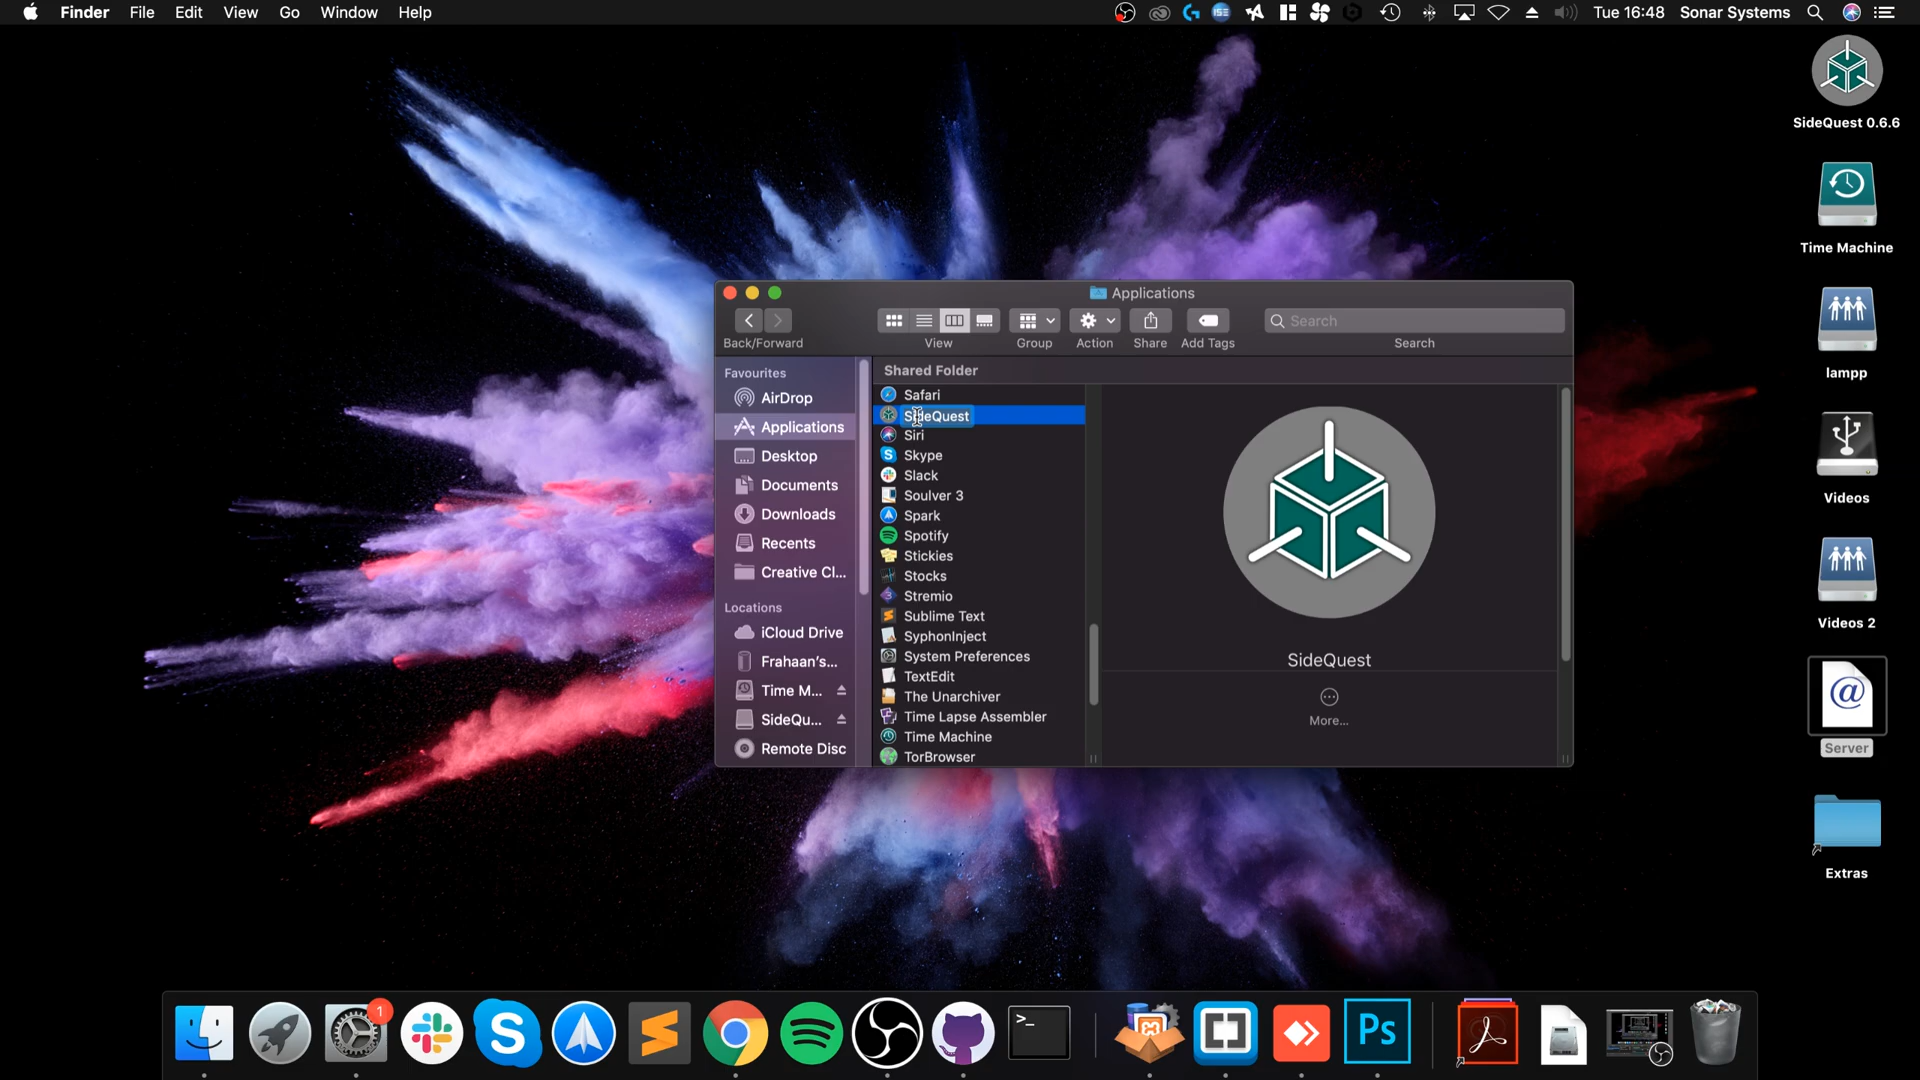 Finder File Edit View Go Window Help
ISE
Tue 16:48 Sonar Systems
SideQuest 0.6.6
Time Machine
lampp
Videos
Videos 2
@
Server
Extras
Applications
Back/Forward
View
Group
Action
Share
Add Tags
Search
Search
Favourites
AirDrop
Applications
Desktop
Documents
Downloads
Recents
Creative Cl...
Locations
iCloud Drive
Frahaan's...
Time M...
SideQu...
Remote Disc
Shared Folder
Safari
SideQuest
Siri
Skype
Slack
Soulver 3
Spark
Spotify
Stickies
Stocks
Stremio
Sublime Text
SyphonInject
System Preferences
TextEdit
The Unarchiver
Time Lapse Assembler
Time Machine
TorBrowser
SideQuest
More...
1
S
>_
Ps